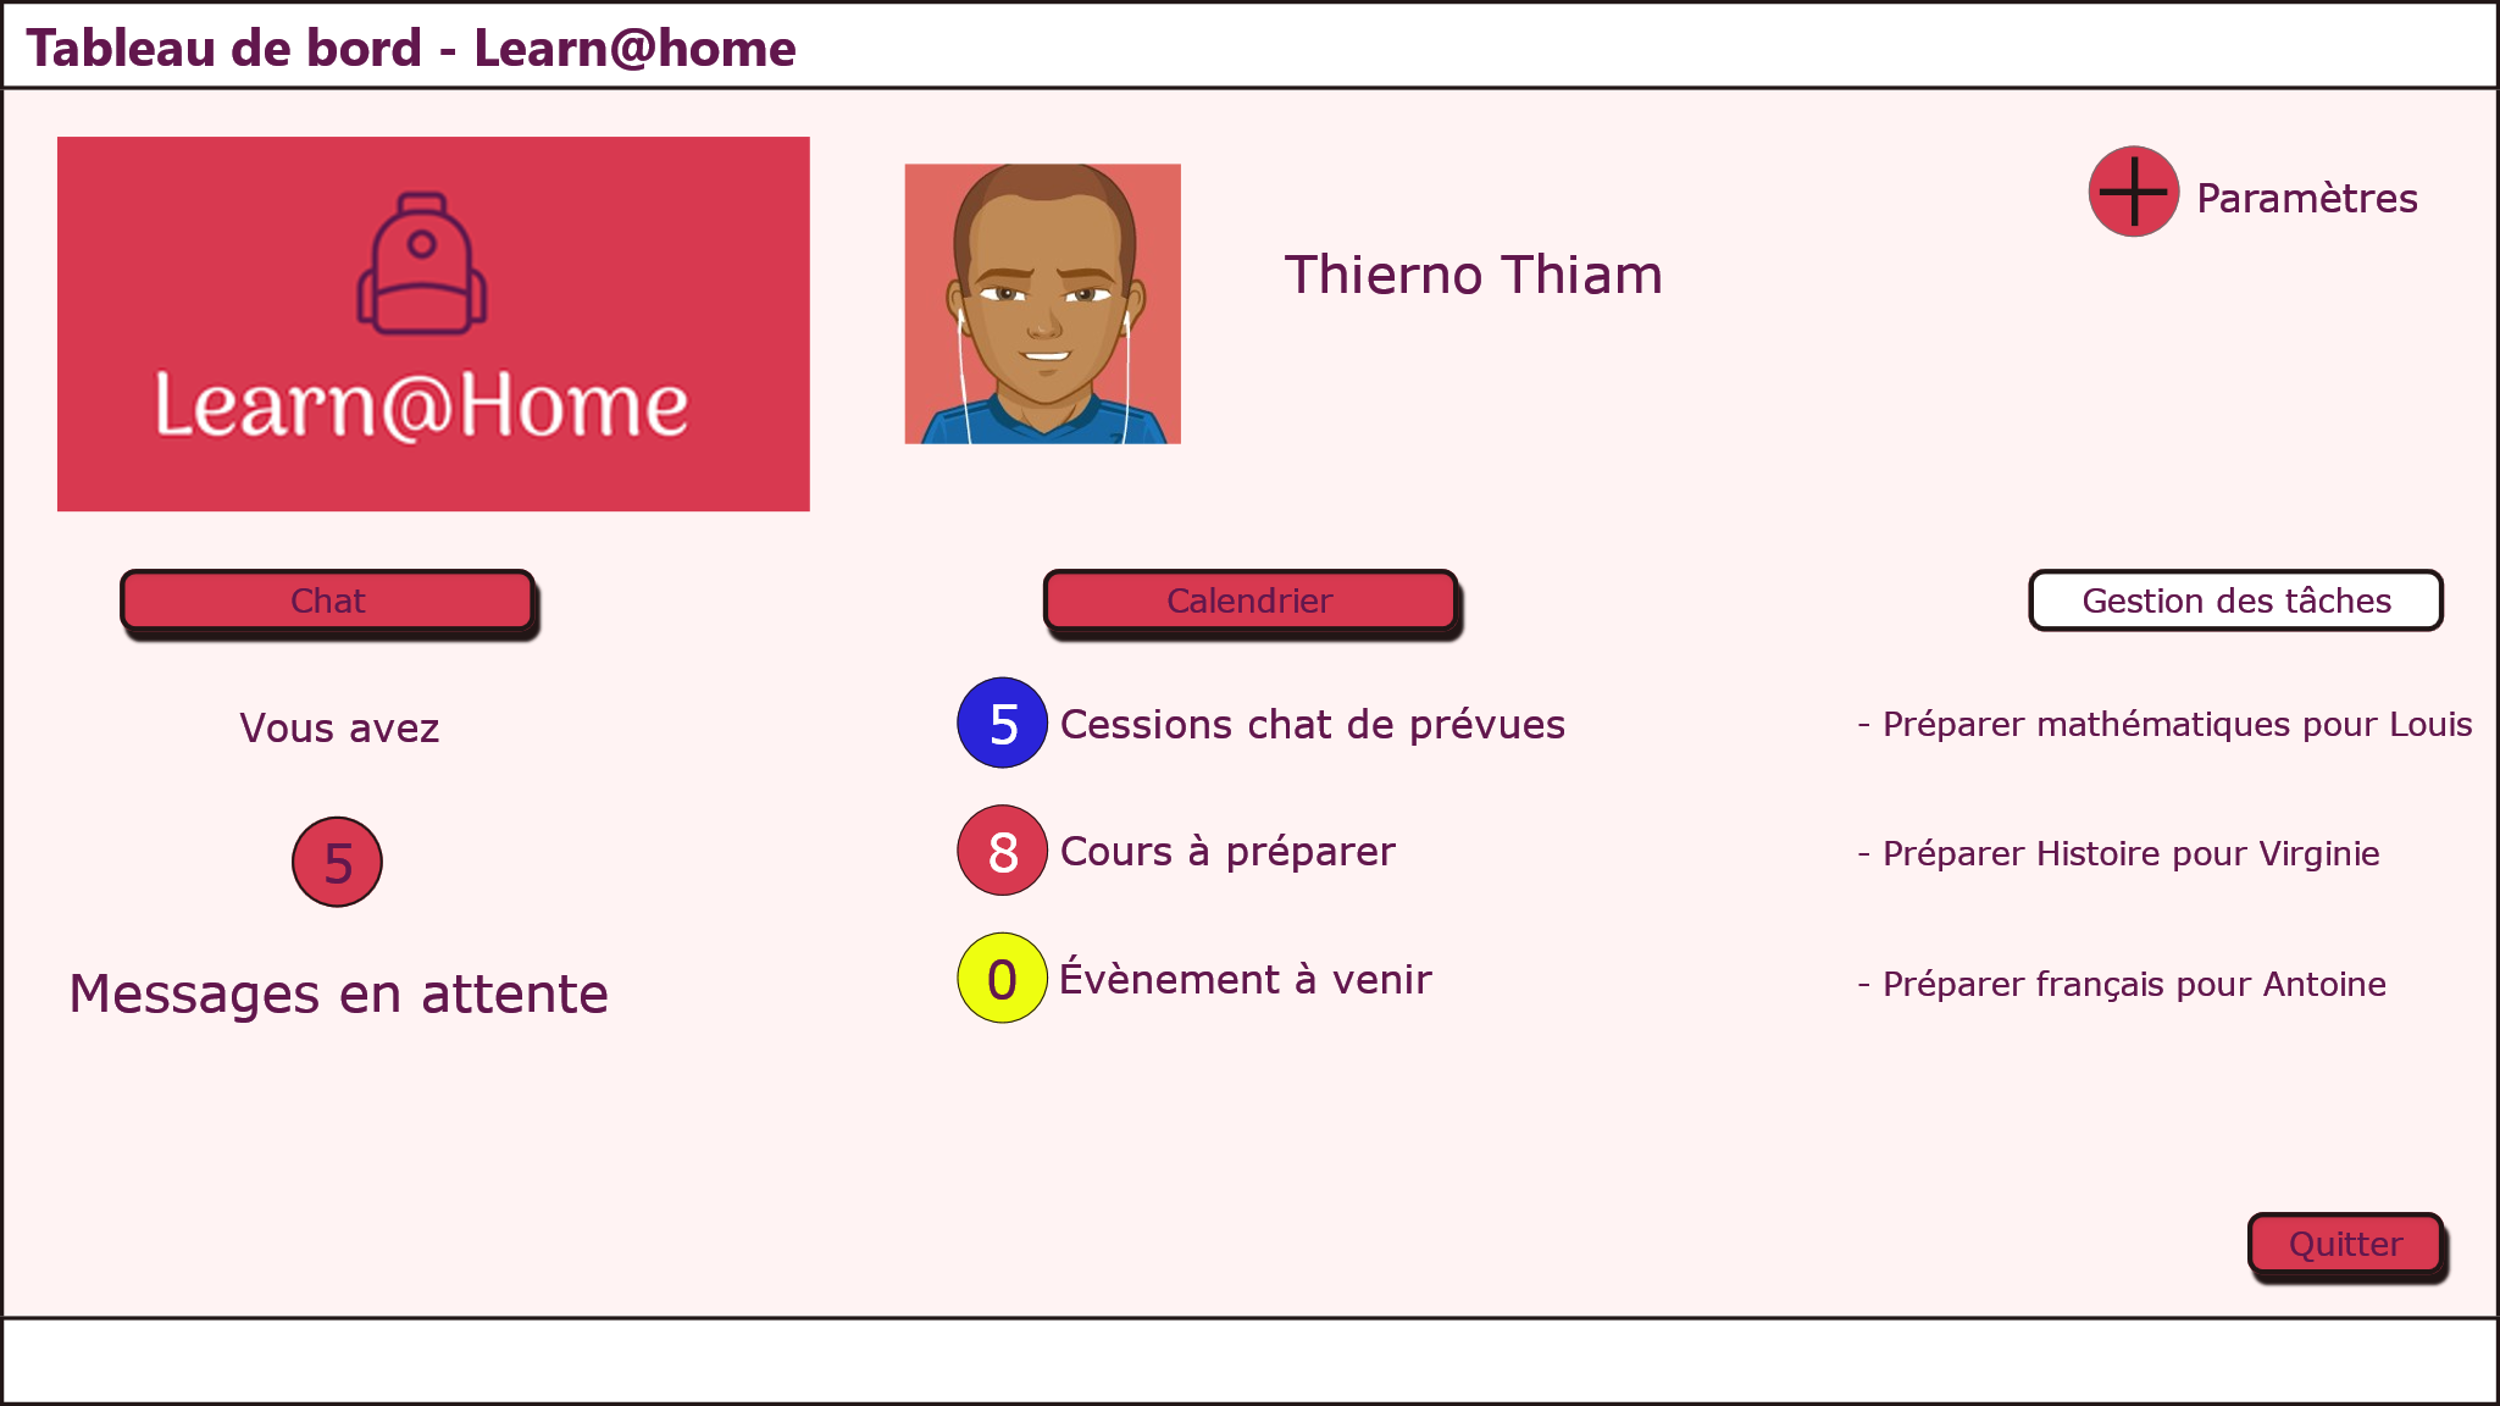 Tableau de bord - Learn@home
Learn@Home
Thierno Thiam
Paramètres
Chat
Vous avez
5
Messages en attente
Calendrier
5 Cessions chat de prévues
8 Cours à préparer
0 Évènement à venir
Gestion des tâches
- Préparer mathématiques pour Louis
- Préparer Histoire pour Virginie
- Préparer français pour Antoine
Quitter